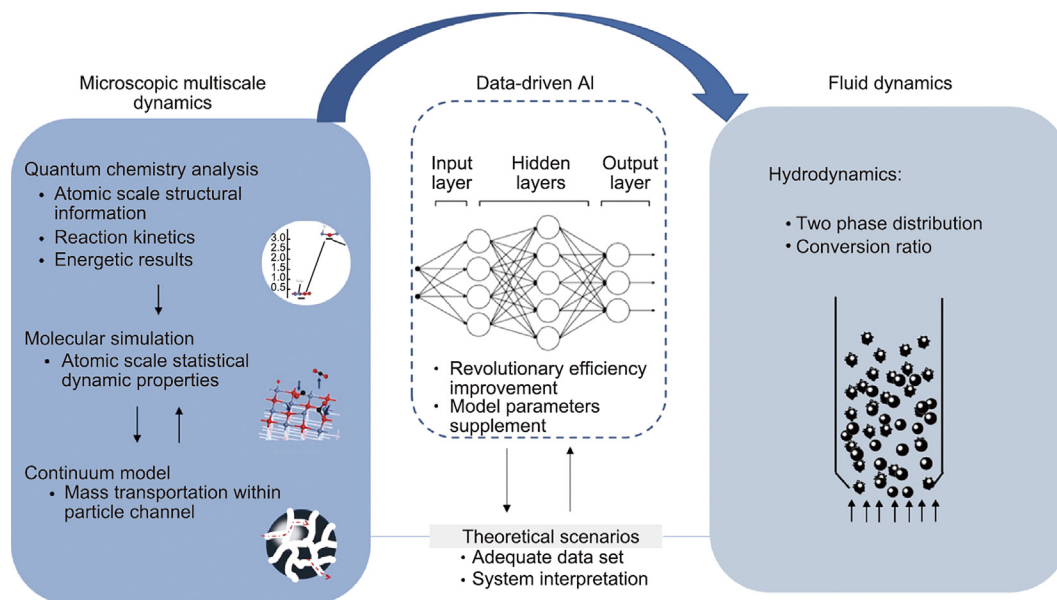 Microscopic multiscale
dynamics
Quantum chemistry analysis
• Atomic scale structural
information
• Reaction kinetics
• Energetic results
3.0
2.5
2.0
1.5
1.0
0.5
Molecular simulation
• Atomic scale statistical
dynamic properties
Continuum model
• Mass transportation within
particle channel
Data-driven AI
Input
layer
Hidden
layers
Output
layer
• Revolutionary efficiency
improvement
• Model parameters
supplement
Theoretical scenarios
• Adequate data set
• System interpretation
Fluid dynamics
Hydrodynamics:
• Two phase distribution
• Conversion ratio